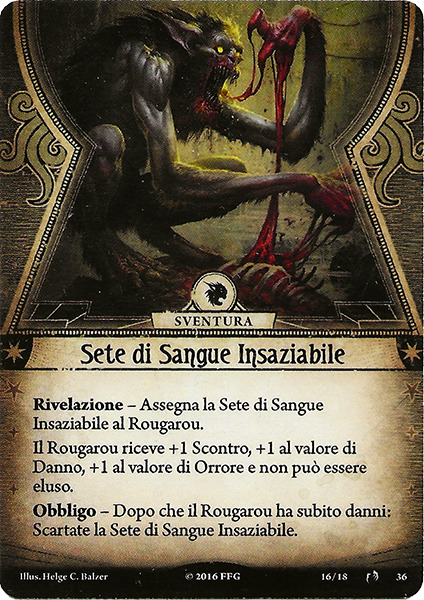 SVENTURA
Sete di Sangue Insaziabile
Rivelazione – Assegna la Sete di Sangue
Insaziabile al Rougarou.
Il Rougarou riceve +1 Scontro, +1 al valore di
Danno, +1 al valore di Orrore e non può essere
eluso.
Obbligo – Dopo che il Rougarou ha subito danni:
Scartate la Sete di Sangue Insaziabile.
Illus. Helge C. Balzer © 2016 FFG 16/18 36